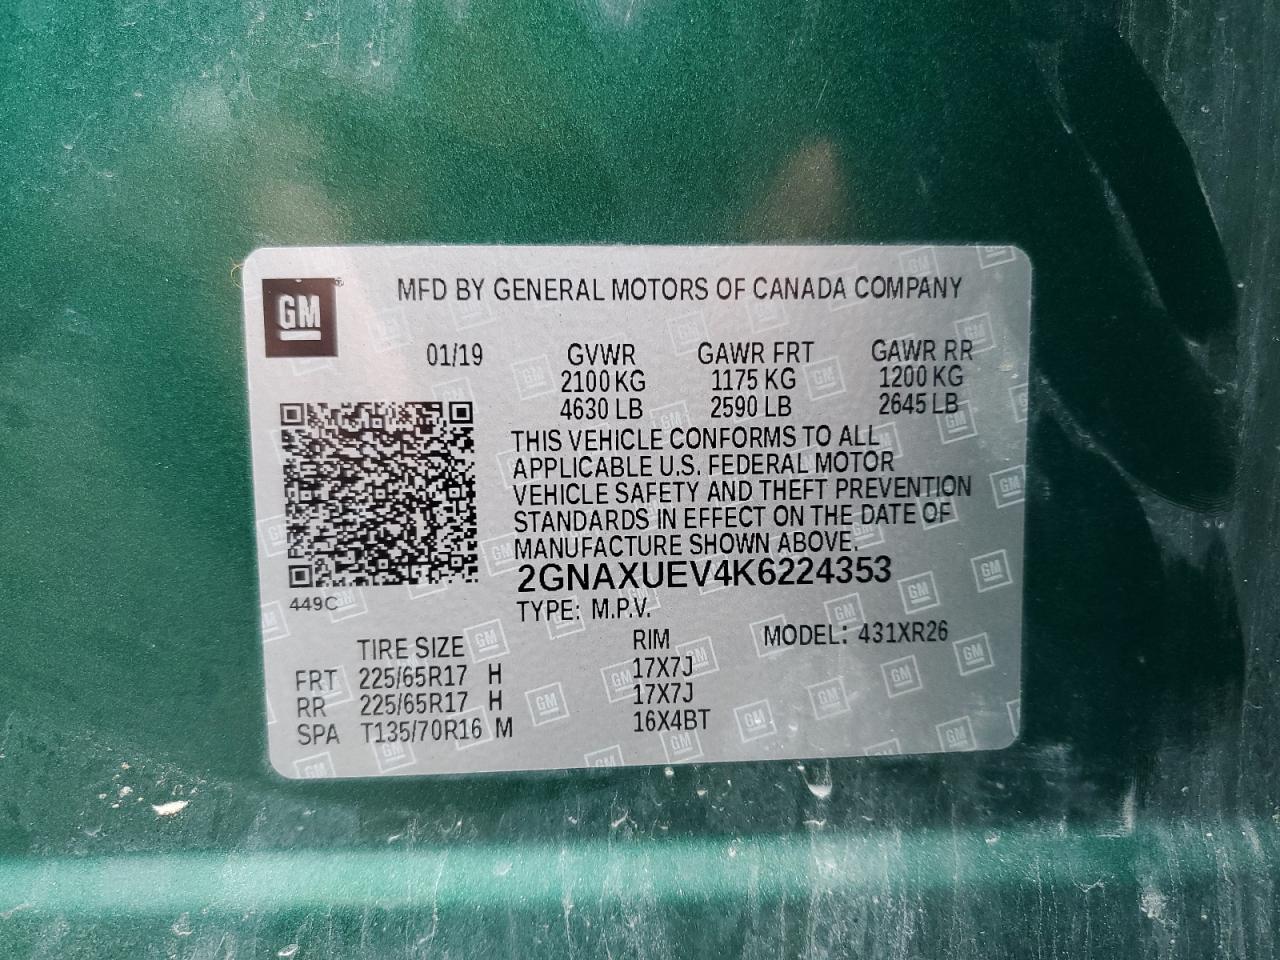 GM
MFD BY GENERAL MOTORS OF CANADA COMPANY
01/19 GVWR GAWR FRT GAWR RR
2100 KG 1175 KG 1200 KG
4630 LB 2590 LB 2645 LB
THIS VEHICLE CONFORMS TO ALL
APPLICABLE U.S. FEDERAL MOTOR
VEHICLE SAFETY AND THEFT PREVENTION
STANDARDS IN EFFECT ON THE DATE OF
MANUFACTURE SHOWN ABOVE.
2GNAXUEV4K6224353
449C
TYPE: M.P.V.
TIRE SIZE RIM MODEL: 431XR26
FRT 225/65R17 H 17X7J
RR 225/65R17 H 17X7J
SPA T135/70R16 M 16X4BT